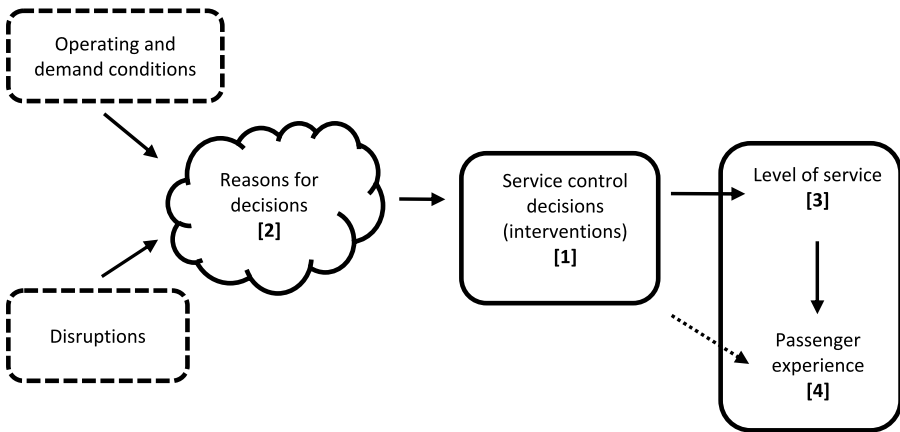 Operating and
demand conditions
Disruptions
Reasons for
decisions
[2]
Service control
decisions
(interventions)
[1]
Level of service
[3]
Passenger
experience
[4]